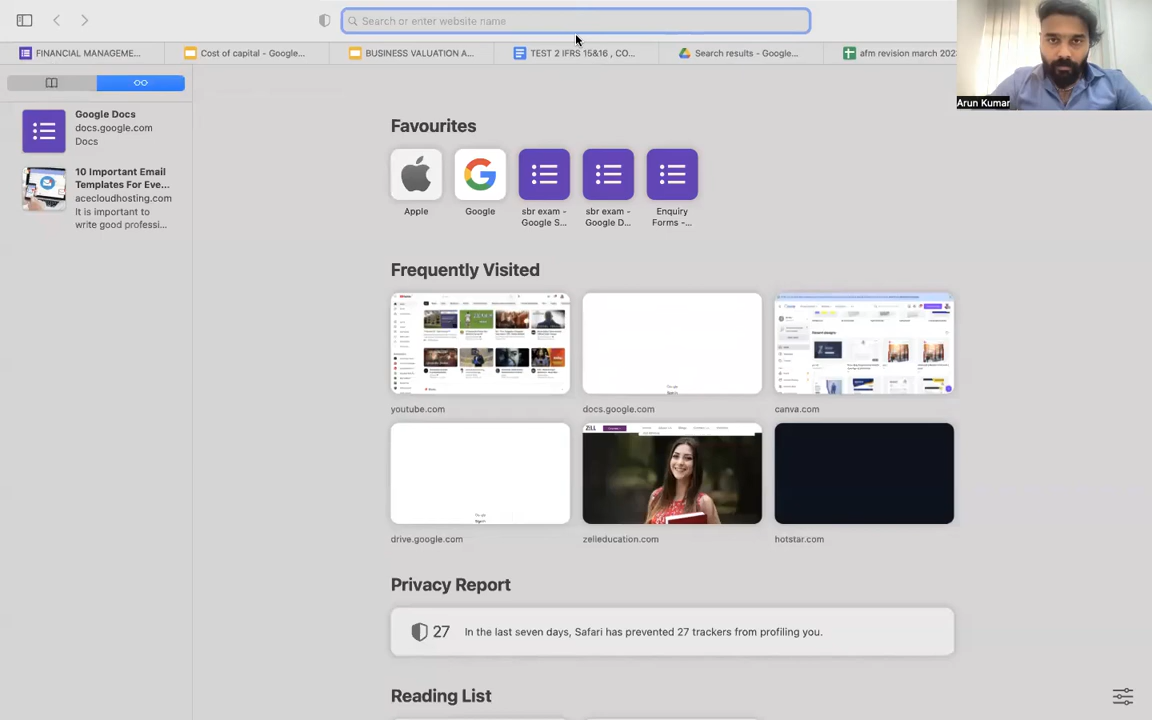 Search or enter website name
FINANCIAL MANAGEME...
Cost of capital - Google...
BUSINESS VALUATION A...
TEST 2 IFRS 15&16 , CO...
Search results - Google...
afm revision march 202
Arun Kumar
Google Docs
docs.google.com
Docs
10 Important Email
Templates For Eve...
acecloudhosting.com
It is important to
write good professi...
Favourites
Apple
Google
sbr exam -
Google S...
sbr exam -
Google D...
Enquiry
Forms -...
Frequently Visited
youtube.com
docs.google.com
canva.com
ZELL
drive.google.com
zelleducation.com
hotstar.com
Privacy Report
27
In the last seven days, Safari has prevented 27 trackers from profiling you.
Reading List